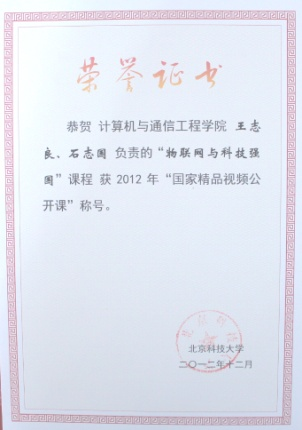 荣誉证书
恭贺 计算机与通信工程学院 王志
良、石志国 负责的“物联网与科技强
国”课程 获 2012 年“国家精品视频公
开课”称号。
北京科技大学
二〇一二年十二月